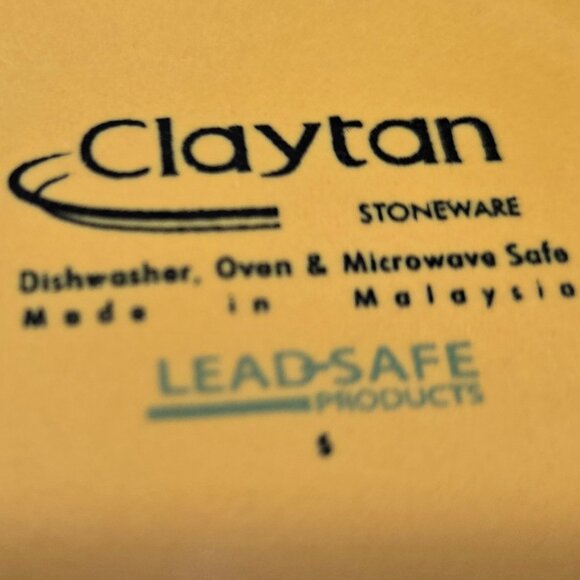 Claytan
STONEWARE
Dishwasher, Oven & Microwave Safe
Made in Malaysia
LEAD-SAFE
PRODUCTS